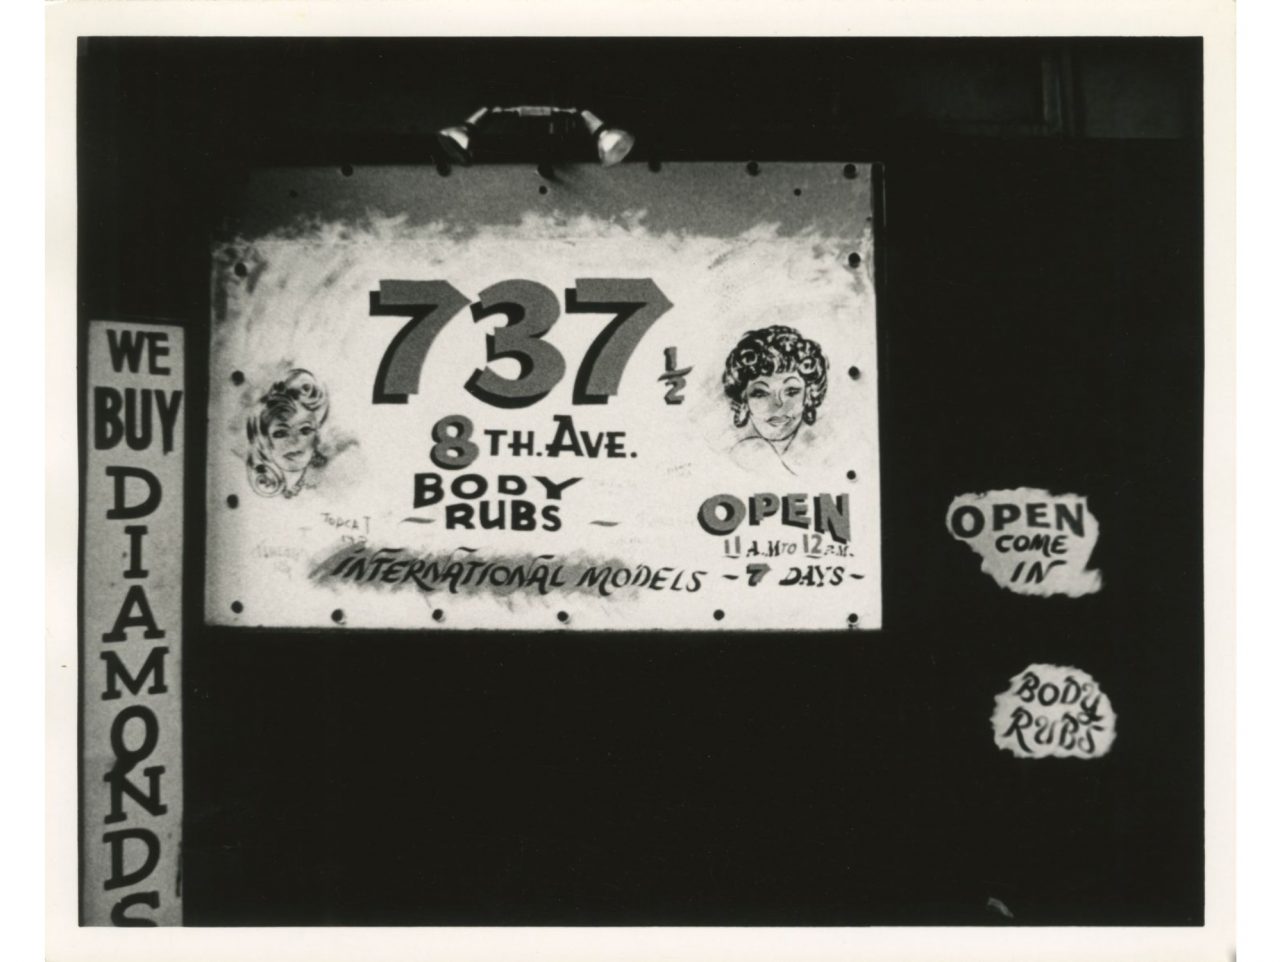 WE
BUY
DIAMONDS
737 1/2
8TH. AVE.
BODY
RUBS
INTERNATIONAL MODELS
OPEN
11 A.M TO 12 P.M.
- 7 DAYS -
TOPCAT
OPEN
COME
IN
BODY
RUBS